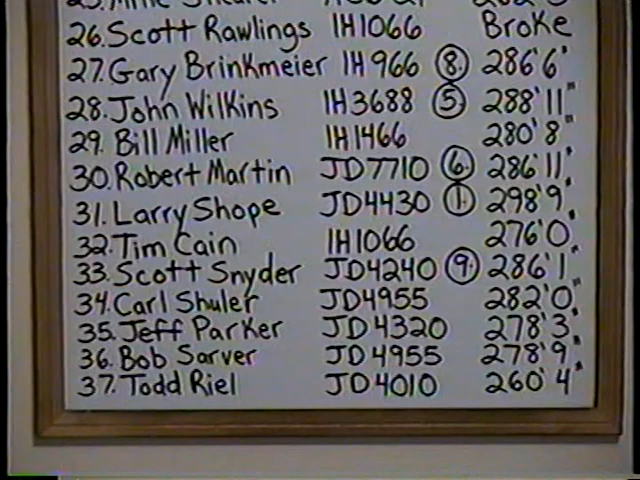 26. Scott Rawlings IH1066 Broke
27. Gary Brinkmeier IH966 8. 286'6"
28. John Wilkins IH3688 5 288'11"
29. Bill Miller IH1466 280'8"
30. Robert Martin JD7710 6. 286'11"
31. Larry Shope JD4430 1. 298'9"
32. Tim Cain IH1066 276'0"
33. Scott Snyder JD4240 9. 286'1"
34. Carl Shuler JD4955 282'0"
35. Jeff Parker JD4320 278'3"
36. Bob Sarver JD4955 278'9"
37. Todd Riel JD4010 260'4"